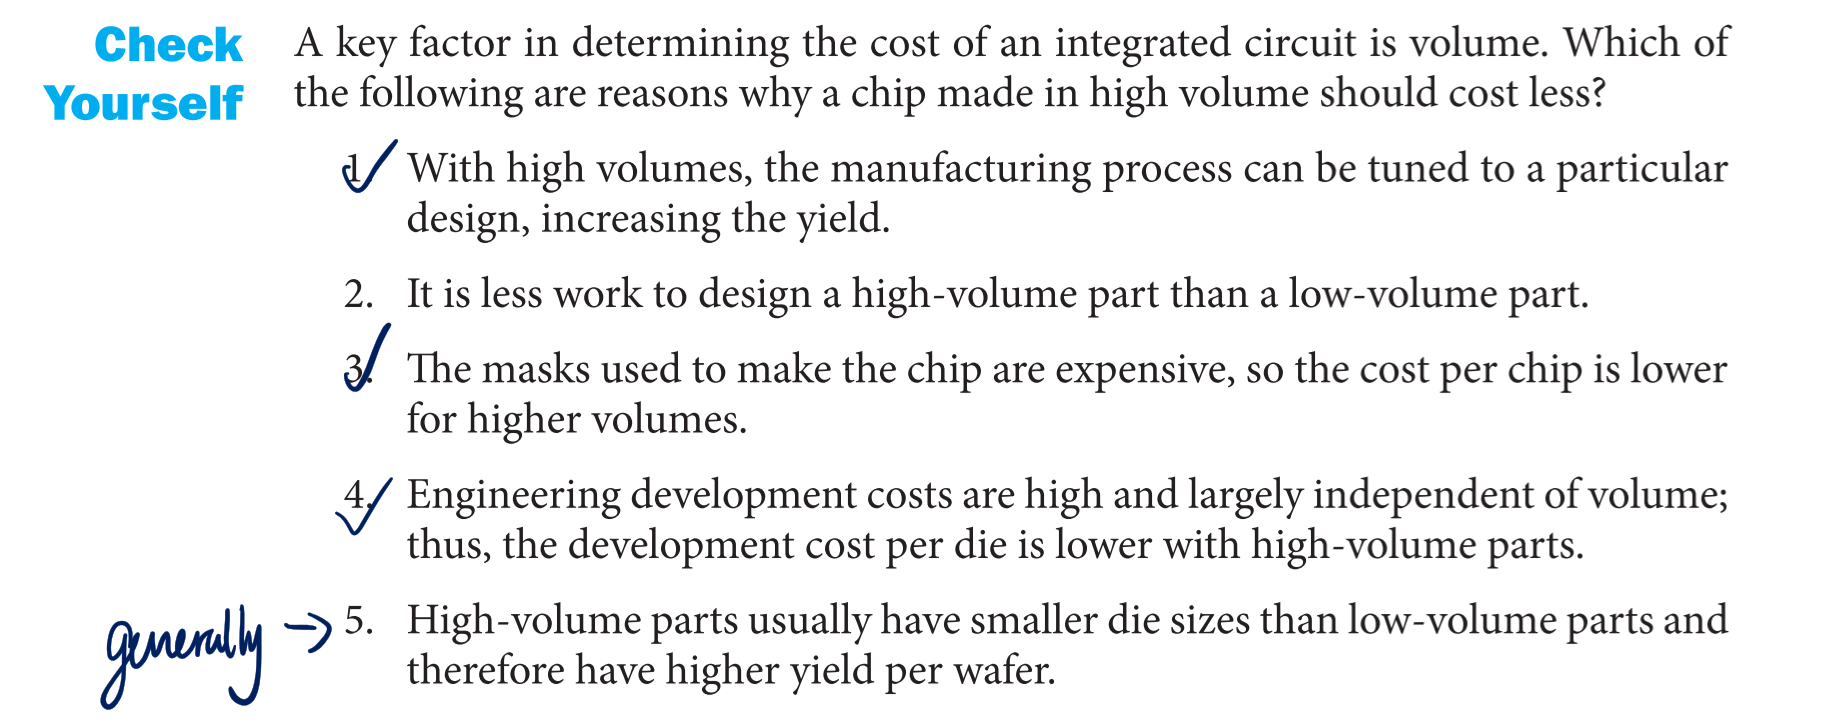 Check
Yourself
A key factor in determining the cost of an integrated circuit is volume. Which of
the following are reasons why a chip made in high volume should cost less?
1. With high volumes, the manufacturing process can be tuned to a particular
design, increasing the yield.
2. It is less work to design a high-volume part than a low-volume part.
3. The masks used to make the chip are expensive, so the cost per chip is lower
for higher volumes.
4. Engineering development costs are high and largely independent of volume;
thus, the development cost per die is lower with high-volume parts.
generally → 5. High-volume parts usually have smaller die sizes than low-volume parts and
therefore have higher yield per wafer.